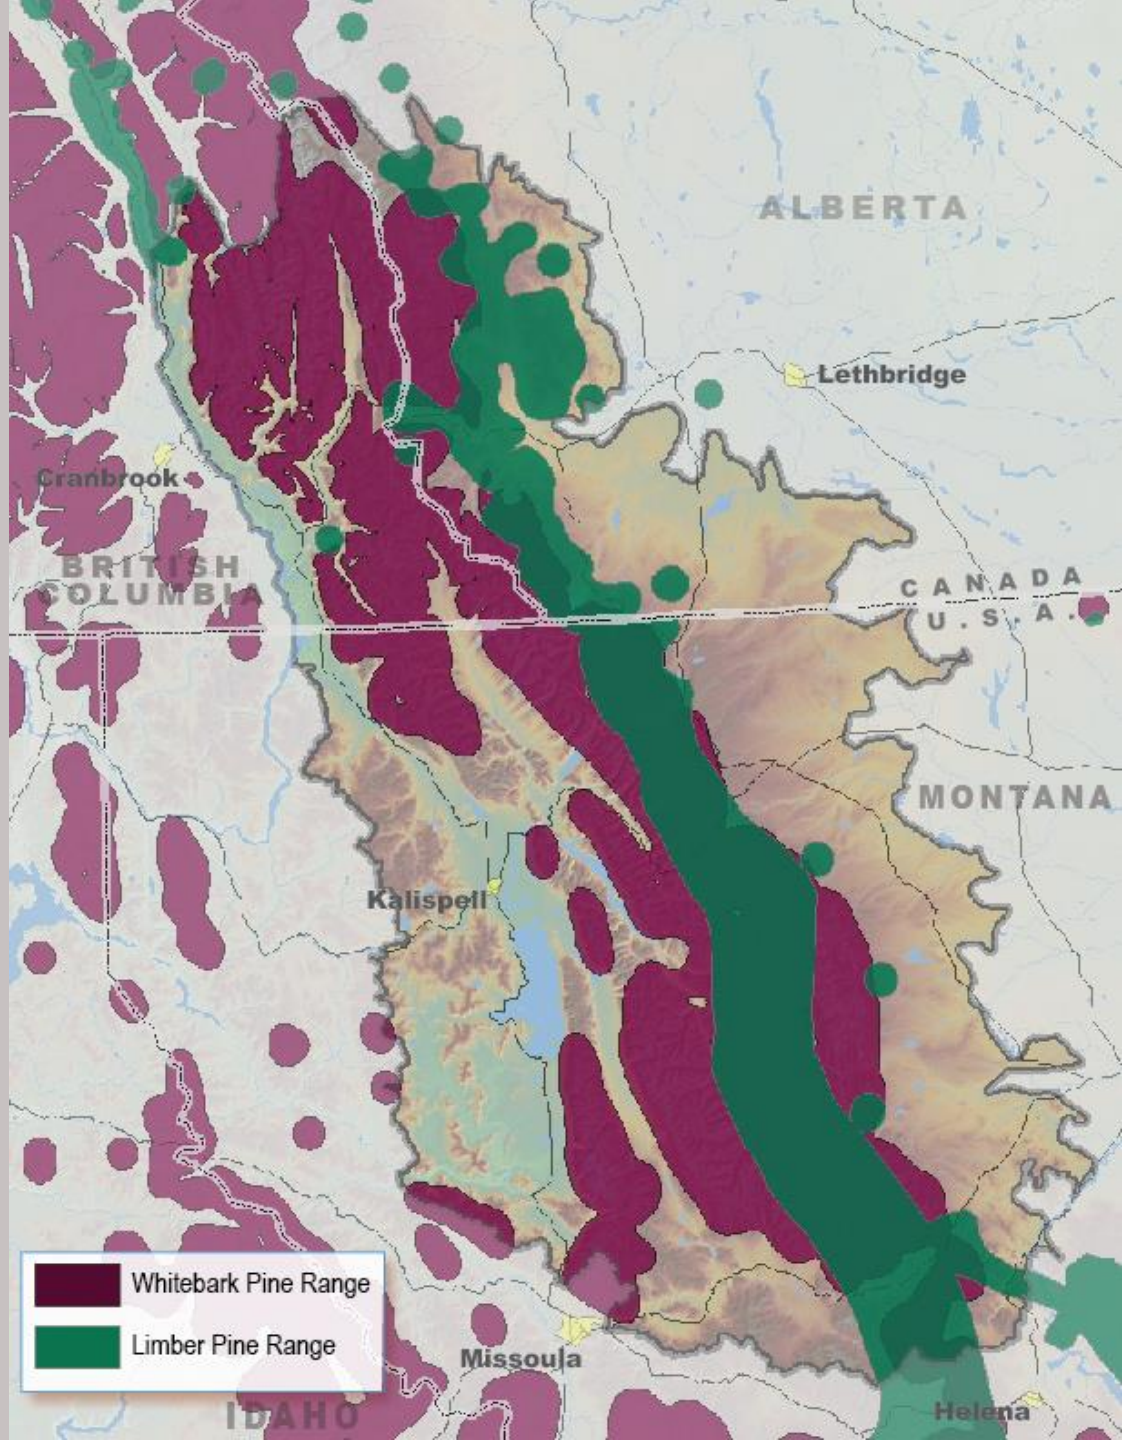 ALBERTA
Lethbridge
Cranbrook
BRITISH
COLUMBIA
CANADA
U.S.A.
MONTANA
Kalispell
Whitebark Pine Range
Limber Pine Range
Missoula
IDAHO
Helena